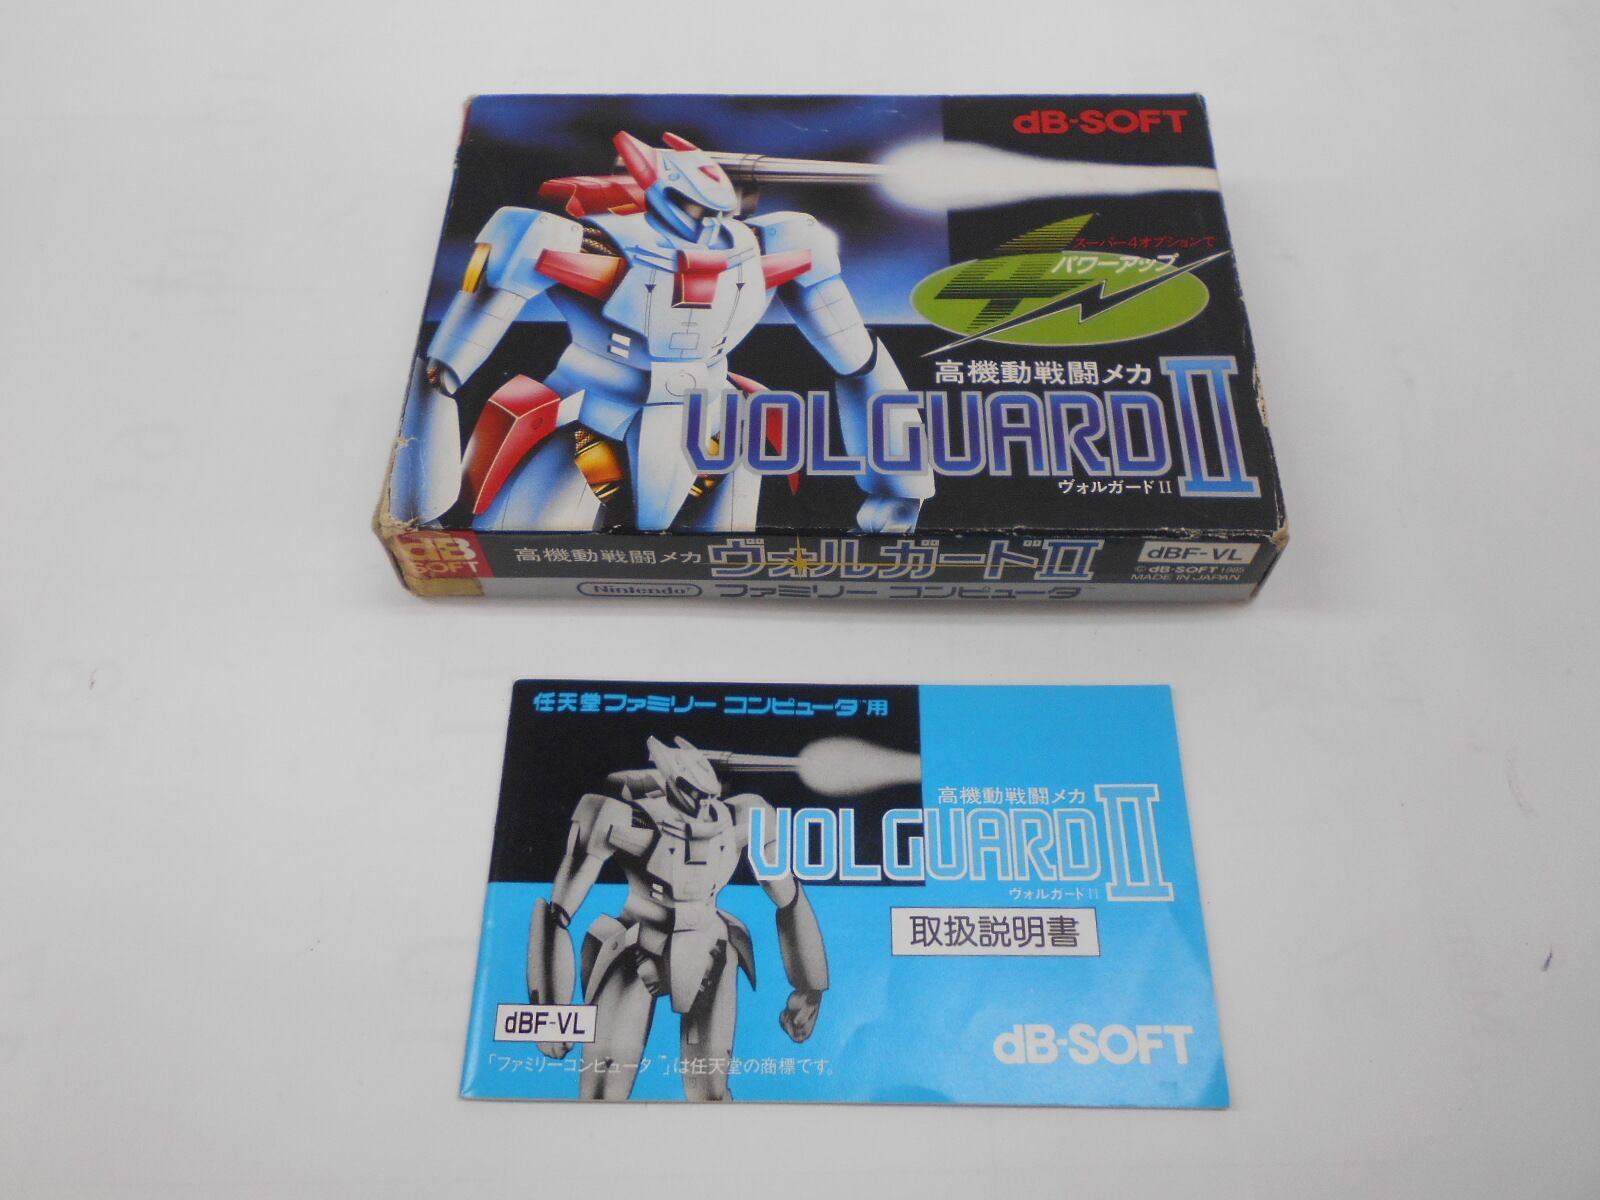 dB-SOFT
スーパー4オプションで
パワーアップ
4
高機動戦闘メカ
VOLGUARD II
ヴォルガードII
dB
SOFT
高機動戦闘メカ ヴォルガードII
dBF-VL
© dB-SOFT 1985
MADE IN JAPAN
Nintendo ファミリーコンピュータ™
任天堂ファミリーコンピュータ™用
高機動戦闘メカ
VOLGUARD II
ヴォルガードII
取扱説明書
dBF-VL
dB-SOFT
「ファミリーコンピュータ™」は任天堂の商標です。